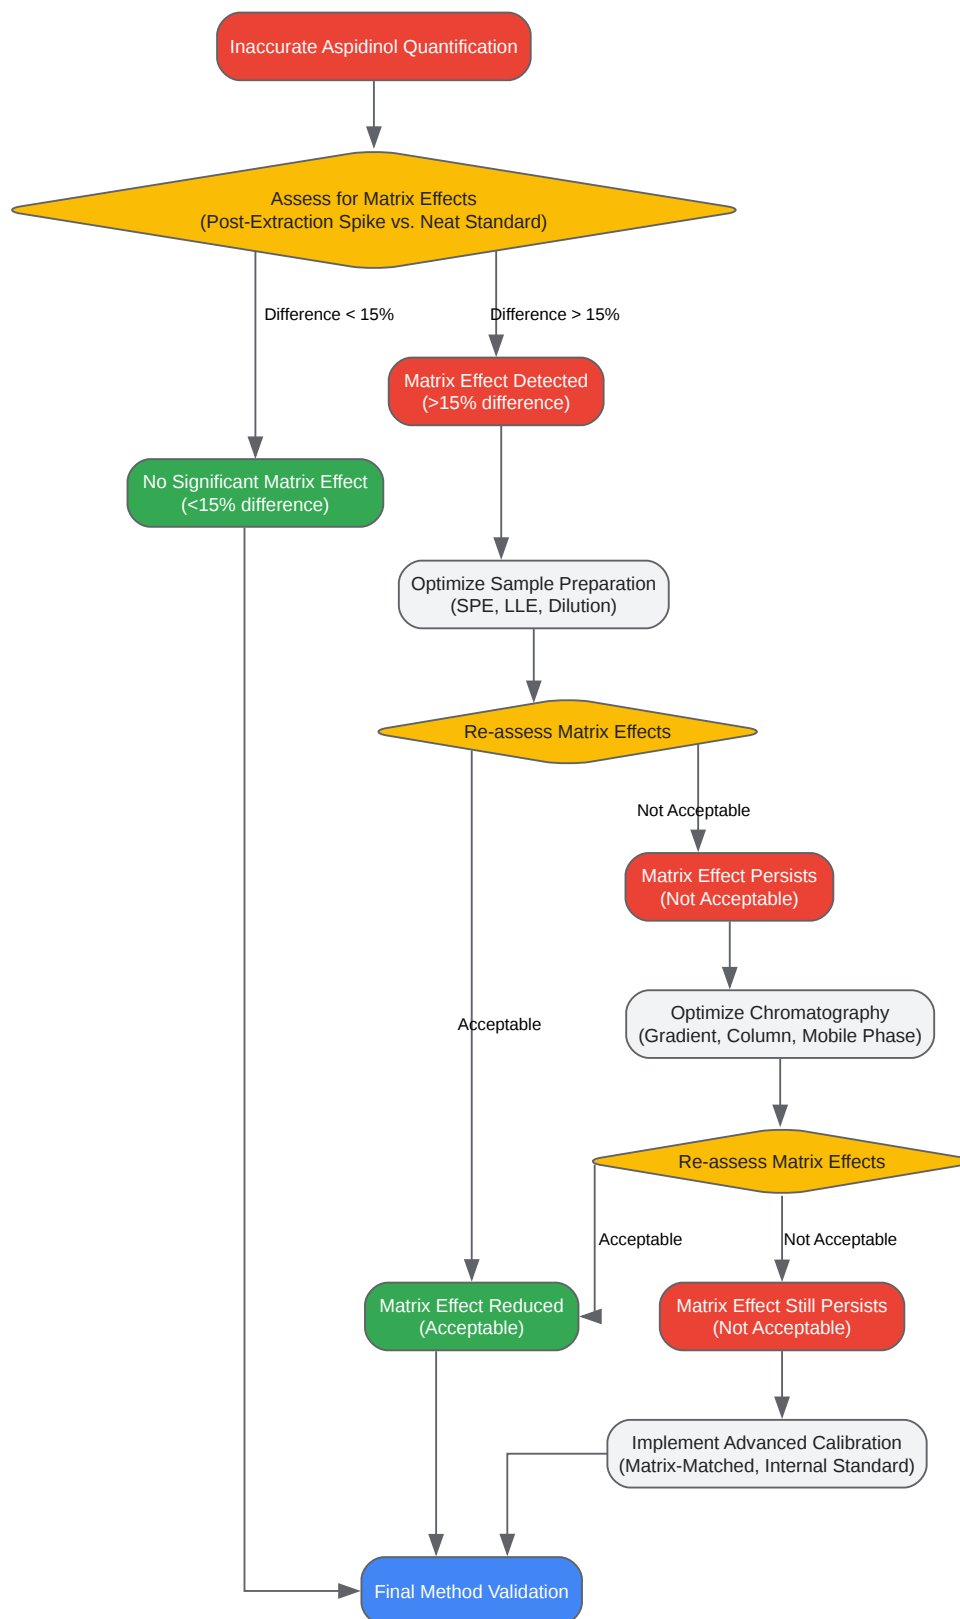 Inaccurate Aspidinol Quantification
Assess for Matrix Effects
(Post-Extraction Spike vs. Neat Standard)
Difference < 15%
Difference > 15%
Matrix Effect Detected
(>15% difference)
No Significant Matrix Effect
(<15% difference)
Optimize Sample Preparation
(SPE, LLE, Dilution)
Re-assess Matrix Effects
Not Acceptable
Matrix Effect Persists
(Not Acceptable)
Optimize Chromatography
(Gradient, Column, Mobile Phase)
Acceptable
Re-assess Matrix Effects
Acceptable
Not Acceptable
Matrix Effect Reduced
(Acceptable)
Matrix Effect Still Persists
(Not Acceptable)
Implement Advanced Calibration
(Matrix-Matched, Internal Standard)
Final Method Validation